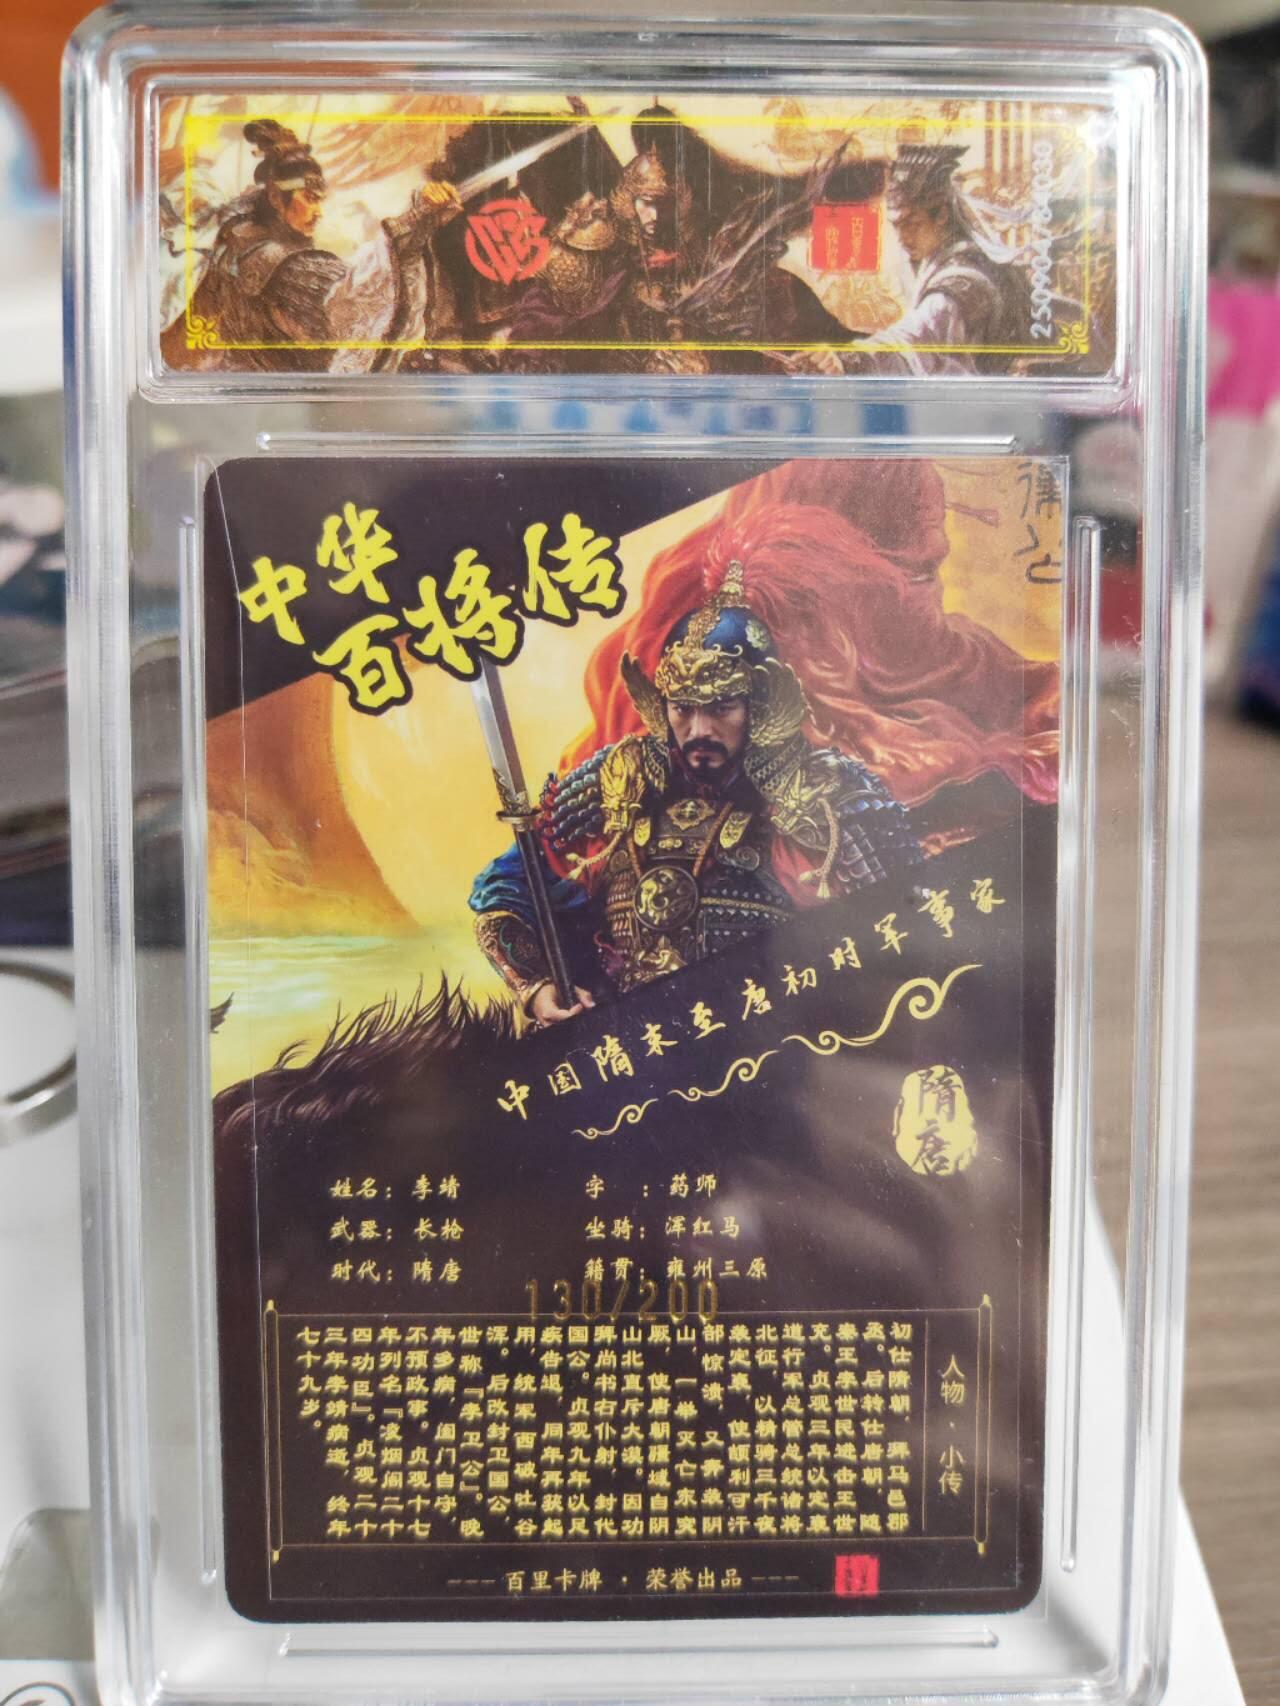 中华
百将传
中国隋末至唐初时军事家
隋唐
姓名：李靖
字：药师
武器：长枪
坐骑：浑红马
时代：隋唐
籍贯：雍州三原
130/200
人物·小传
初仕隋朝，拜马邑郡
丞。后转仕唐朝，随
秦王李世民进击王世
充。贞观三年以定襄
道行军总管总统诸将
北征，以精骑三千夜
袭定襄，使颉利可汗
部惊溃，又奔袭阴
山，一举灭亡东突
厥，使唐朝疆域自阴
山北直斥大漠。因功
拜尚书右仆射，封代
国公。贞观九年以足
疾告退，同年再获起
用，统军西破吐谷
浑。后改封卫国公，
世称『李卫公』。晚
年多病，阖门自守，
不预政事。贞观十七
年列名『凌烟阁二十
四功臣』。贞观二十
三年李靖病逝，终年
七十九岁。
---百里卡牌·荣誉出品---